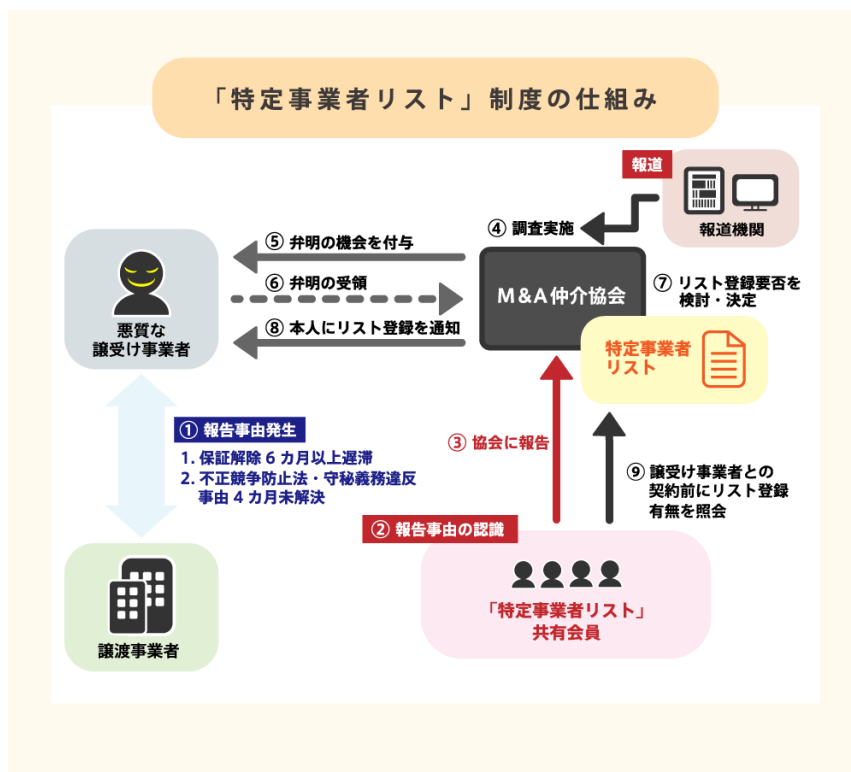 「特定事業者リスト」制度の仕組み
報道
報道機関
④ 調査実施
⑤ 弁明の機会を付与
⑥ 弁明の受領
⑧ 本人にリスト登録を通知
M&A仲介協会
⑦ リスト登録要否を
検討・決定
悪質な
譲受け事業者
特定事業者
リスト
① 報告事由発生
1. 保証解除 6 カ月以上遅滞
2. 不正競争防止法・守秘義務違反
事由 4 カ月未解決
③ 協会に報告
⑨ 譲受け事業者との
契約前にリスト登録
有無を照会
② 報告事由の認識
「特定事業者リスト」
共有会員
譲渡事業者